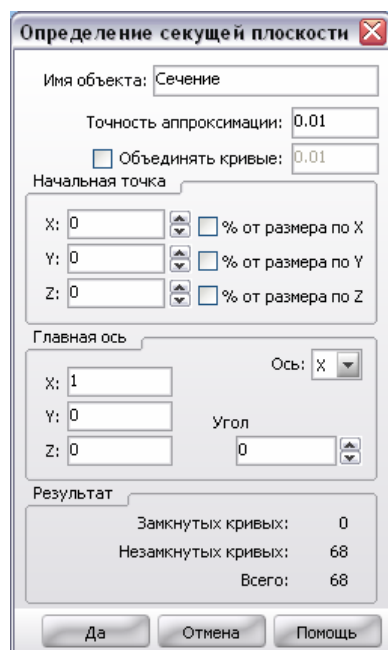 Определение секущей плоскости
Имя объекта: Сечение
Точность аппроксимации: 0.01
Объединять кривые: 0.01
Начальная точка
X: 0 % от размера по X
Y: 0 % от размера по Y
Z: 0 % от размера по Z
Главная ось
Ось: X
X: 1
Y: 0
Угол
Z: 0 0
Результат
Замкнутых кривых: 0
Незамкнутых кривых: 68
Всего: 68
Да Отмена Помощь